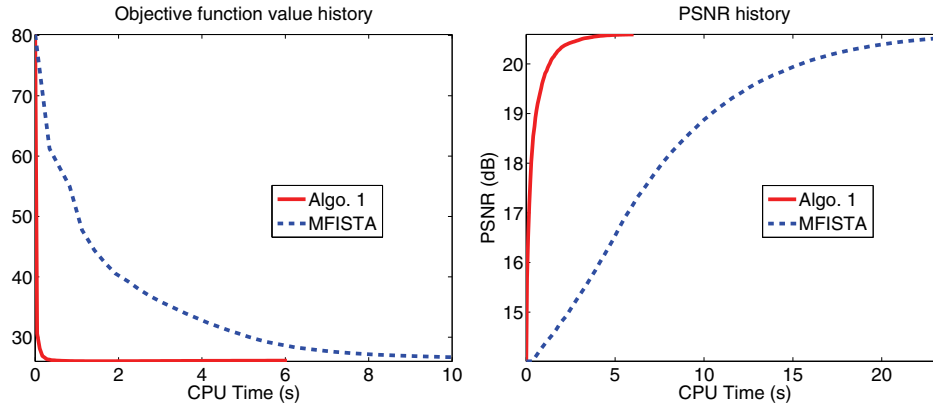 Objective function value history
80
70
60
50
40
30
0
2
4
6
8
10
CPU Time (s)
Algo. 1
MFISTA
PSNR history
PSNR (dB)
20
19
18
17
16
15
0
5
10
15
20
CPU Time (s)
Algo. 1
MFISTA